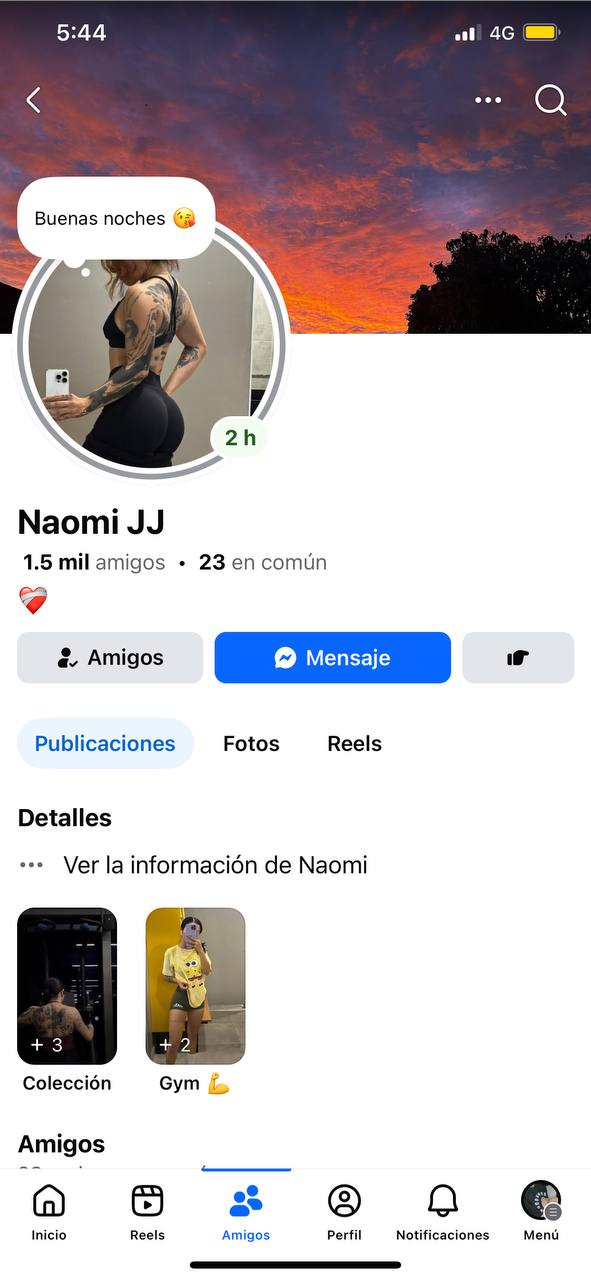 5:44
4G
Buenas noches 😘
2 h
Naomi JJ
1.5 mil amigos • 23 en común
❤️‍🩹
Amigos
Mensaje
Publicaciones
Fotos
Reels
Detalles
Ver la información de Naomi
+ 3
+ 2
Colección
Gym 💪
Amigos
Inicio
Reels
Amigos
Perfil
Notificaciones
Menú